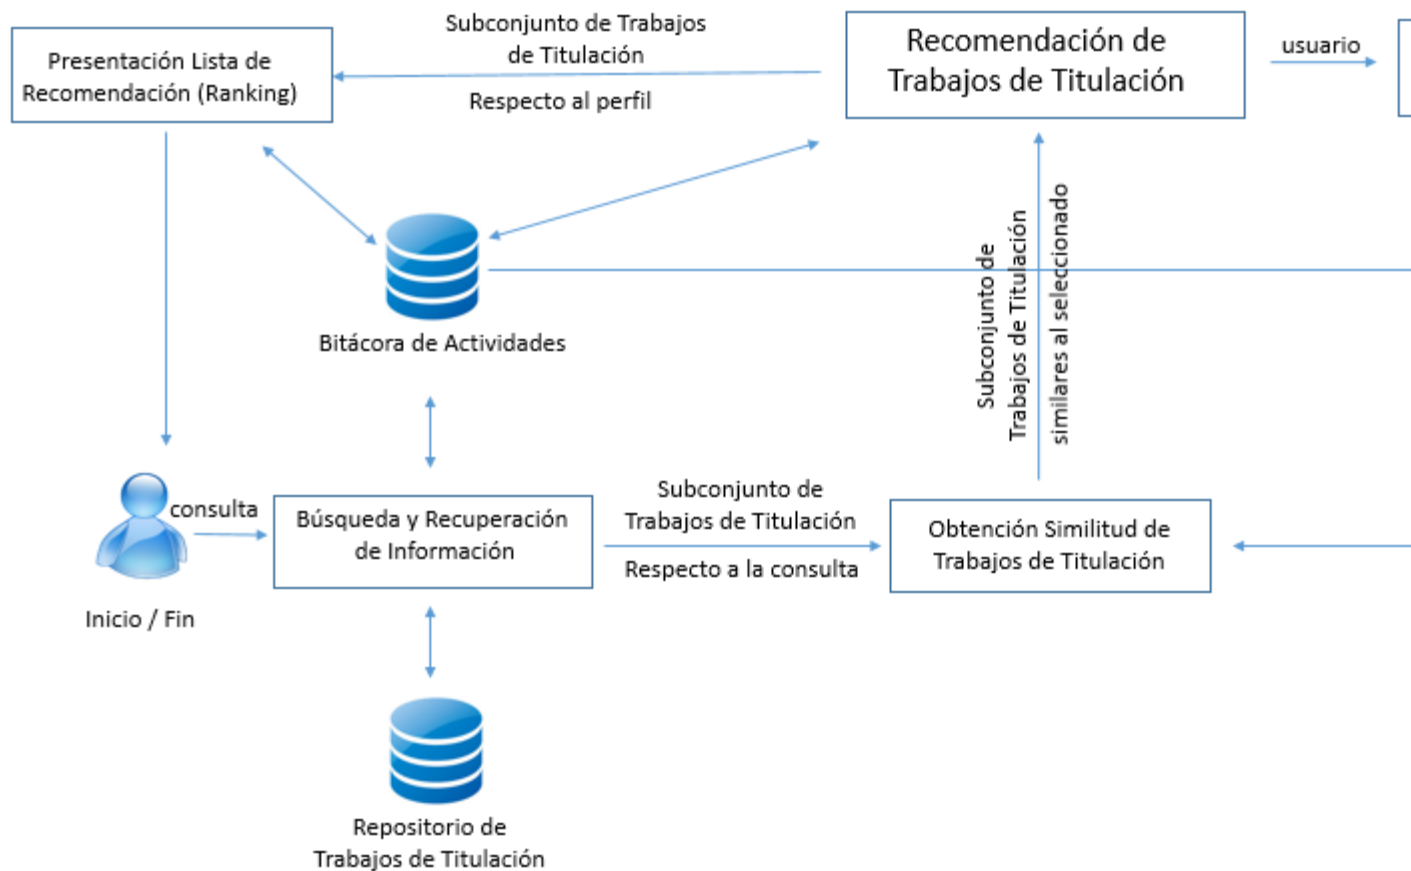 Presentación Lista de
Recomendación (Ranking)
Subconjunto de Trabajos
de Titulación
Respecto al perfil
Recomendación de
Trabajos de Titulación
usuario
Bitácora de Actividades
Subconjunto de
Trabajos de Titulación
similares al seleccionado
consulta
Inicio / Fin
Búsqueda y Recuperación
de Información
Subconjunto de
Trabajos de Titulación
Respecto a la consulta
Obtención Similitud de
Trabajos de Titulación
Repositorio de
Trabajos de Titulación